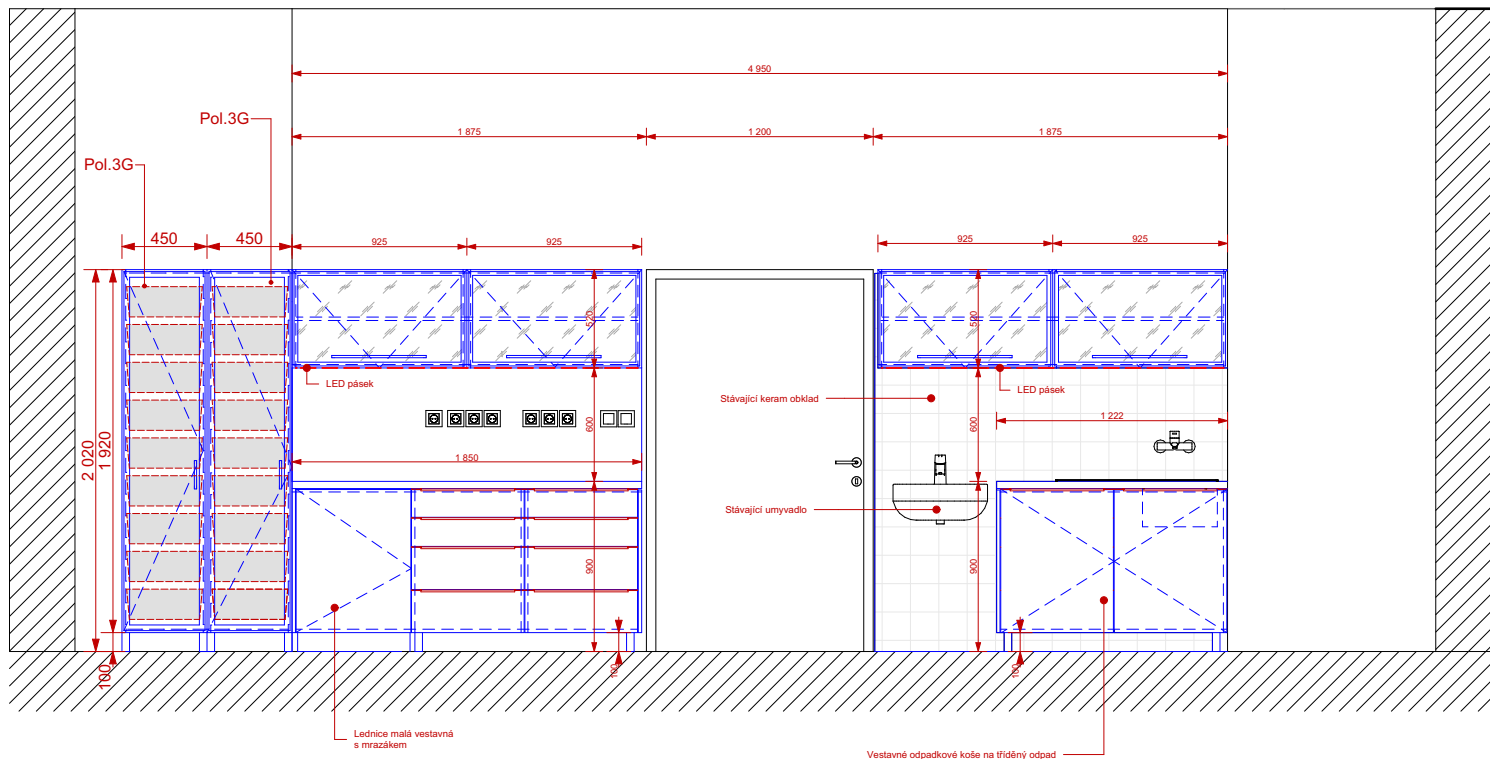 4 950
1 875
1 200
1 875
Pol.3G
Pol.3G
450
450
925
925
925
925
520
520
LED pásek
LED pásek
Stávající keram obklad
1 222
600
600
2 020
1 920
1 850
Stávající umyvadlo
900
900
100
100
100
Lednice malá vestavná
s mrazákem
Vestavné odpadkové koše na tříděný odpad